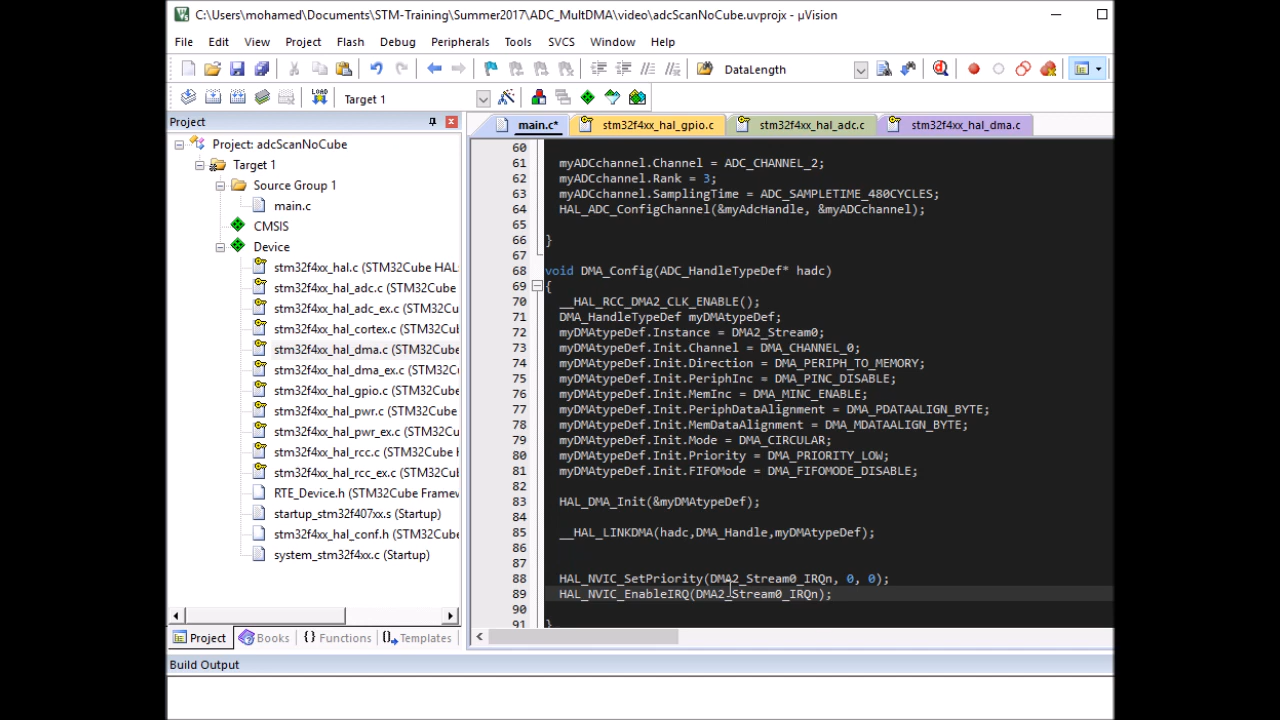 C:\Users\mohamed\Documents\STM-Training\Summer2017\ADC_MultDMA\video\adcScanNoCube.uvprojx - µVision
File Edit View Project Flash Debug Peripherals Tools SVCS Window Help
DataLength
LOAD Target 1
Project
main.c* stm32f4xx_hal_gpio.c stm32f4xx_hal_adc.c stm32f4xx_hal_dma.c
Project: adcScanNoCube
Target 1
Source Group 1
main.c
CMSIS
Device
stm32f4xx_hal.c (STM32Cube HAL
stm32f4xx_hal_adc.c (STM32Cube
stm32f4xx_hal_adc_ex.c (STM32Cu
stm32f4xx_hal_cortex.c (STM32Cu
stm32f4xx_hal_dma.c (STM32Cube
stm32f4xx_hal_dma_ex.c (STM32Cu
stm32f4xx_hal_gpio.c (STM32Cube
stm32f4xx_hal_pwr.c (STM32Cube
stm32f4xx_hal_pwr_ex.c (STM32Cu
stm32f4xx_hal_rcc.c (STM32Cube
stm32f4xx_hal_rcc_ex.c (STM32Cu
RTE_Device.h (STM32Cube Framew
startup_stm32f407xx.s (Startup)
stm32f4xx_hal_conf.h (STM32Cube
system_stm32f4xx.c (Startup)
60
61 myADCchannel.Channel = ADC_CHANNEL_2;
62 myADCchannel.Rank = 3;
63 myADCchannel.SamplingTime = ADC_SAMPLETIME_480CYCLES;
64 HAL_ADC_ConfigChannel(&myAdcHandle, &myADCchannel);
65
66 }
67
68 void DMA_Config(ADC_HandleTypeDef* hadc)
69 {
70 __HAL_RCC_DMA2_CLK_ENABLE();
71 DMA_HandleTypeDef myDMAtypeDef;
72 myDMAtypeDef.Instance = DMA2_Stream0;
73 myDMAtypeDef.Init.Channel = DMA_CHANNEL_0;
74 myDMAtypeDef.Init.Direction = DMA_PERIPH_TO_MEMORY;
75 myDMAtypeDef.Init.PeriphInc = DMA_PINC_DISABLE;
76 myDMAtypeDef.Init.MemInc = DMA_MINC_ENABLE;
77 myDMAtypeDef.Init.PeriphDataAlignment = DMA_PDATAALIGN_BYTE;
78 myDMAtypeDef.Init.MemDataAlignment = DMA_MDATAALIGN_BYTE;
79 myDMAtypeDef.Init.Mode = DMA_CIRCULAR;
80 myDMAtypeDef.Init.Priority = DMA_PRIORITY_LOW;
81 myDMAtypeDef.Init.FIFOMode = DMA_FIFOMODE_DISABLE;
82
83 HAL_DMA_Init(&myDMAtypeDef);
84
85 __HAL_LINKDMA(hadc,DMA_Handle,myDMAtypeDef);
86
87
88 HAL_NVIC_SetPriority(DMA2_Stream0_IRQn, 0, 0);
89 HAL_NVIC_EnableIRQ(DMA2_Stream0_IRQn);
90
91 }
Project Books {} Functions Templates
Build Output